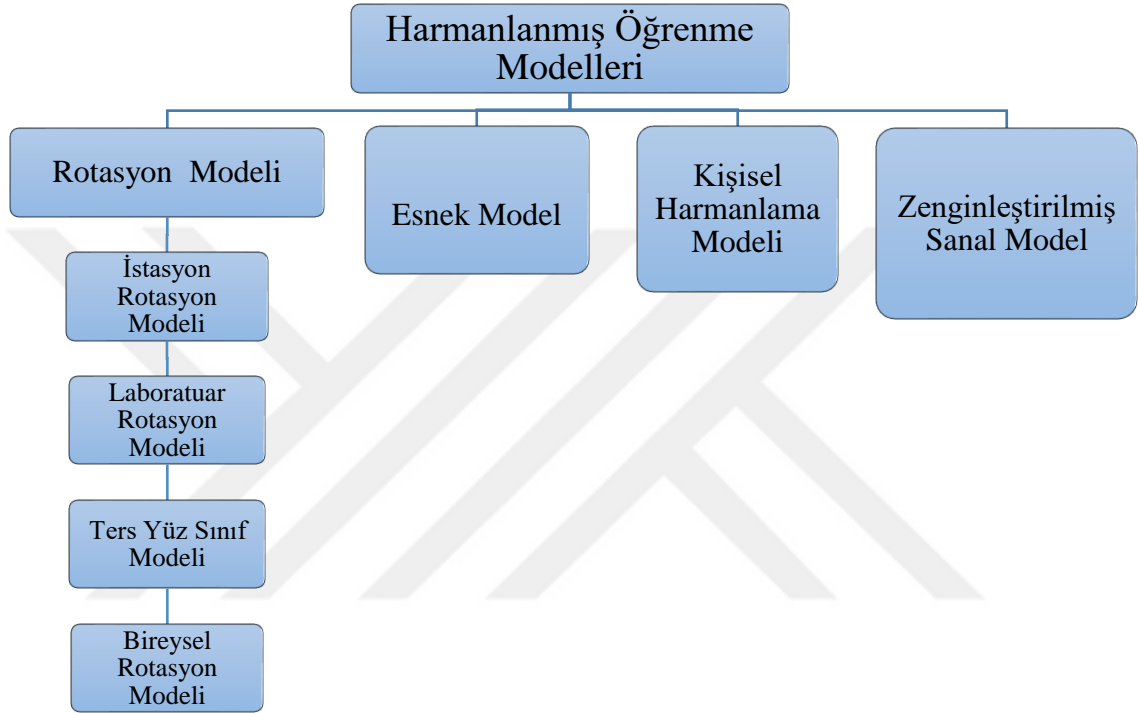 Harmanlanmış Öğrenme
Modelleri
Rotasyon Modeli
Esnek Model
Kişisel
Harmanlama
Modeli
Zenginleştirilmiş
Sanal Model
İstasyon
Rotasyon
Modeli
Laboratuar
Rotasyon
Modeli
Ters Yüz Sınıf
Modeli
Bireysel
Rotasyon
Modeli